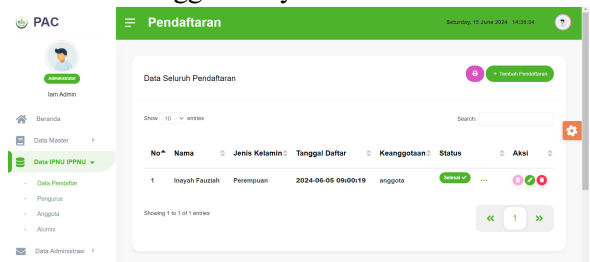 PAC
Pendaftaran
Saturday, 15 June 2024 14:36:34
Administrator
Iam Admin
Beranda
Data Master
Data IPNU IPPNU
- Data Pendaftar
- Pengurus
- Anggota
- Alumni
Data Administrasi
Data Seluruh Pendaftaran
+ Tambah Pendaftaran
Show 10 entries
Search:
No Nama Jenis Kelamin Tanggal Daftar Keanggotaan Status Aksi
1 Inayah Fauziah Perempuan 2024-06-05 09:00:19 anggota Selesai ✓ ...
Showing 1 to 1 of 1 entries
« 1 »